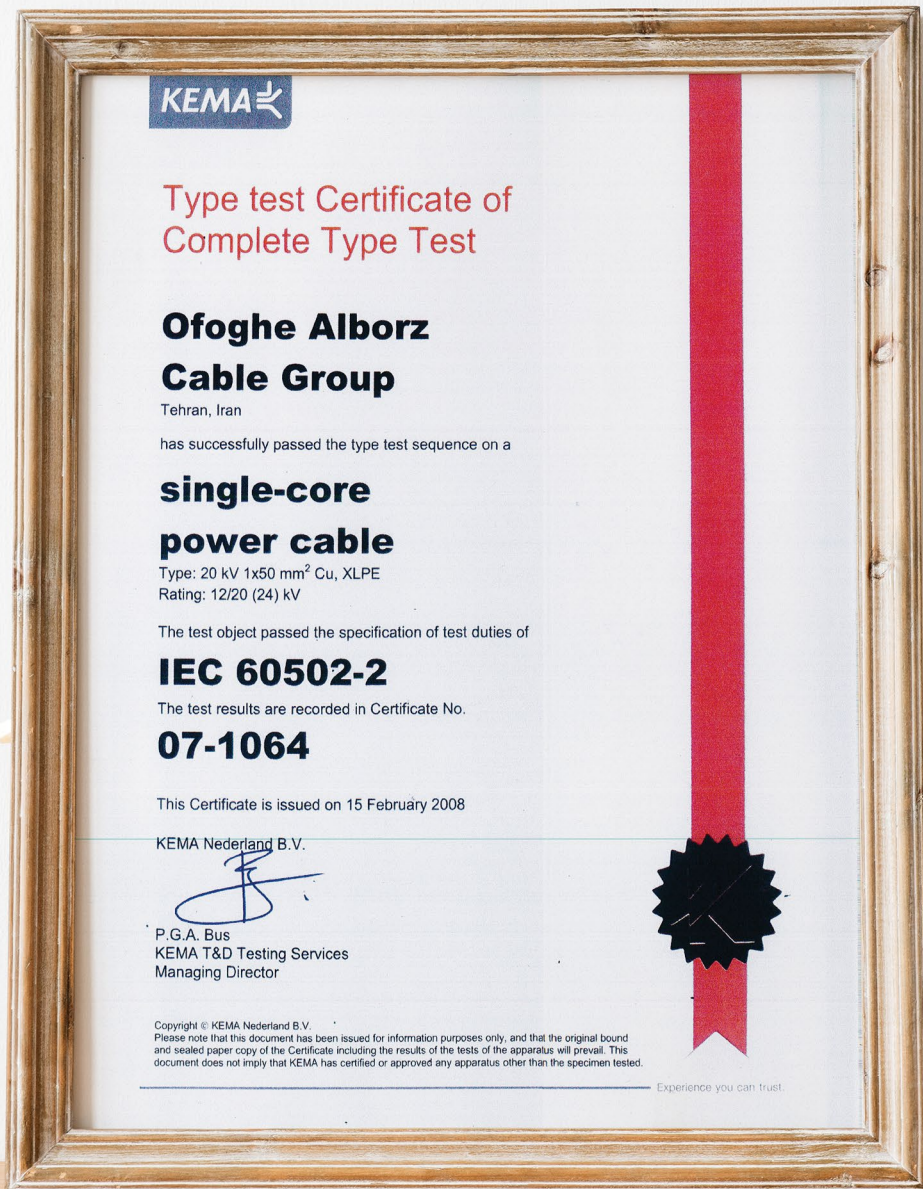 KEMA
Type test Certificate of
Complete Type Test
Ofoghe Alborz
Cable Group
Tehran, Iran
has successfully passed the type test sequence on a
single-core
power cable
Type: 20 kV 1x50 mm² Cu, XLPE
Rating: 12/20 (24) kV
The test object passed the specification of test duties of
IEC 60502-2
The test results are recorded in Certificate No.
07-1064
This Certificate is issued on 15 February 2008
KEMA Nederland B.V.
P.G.A. Bus
KEMA T&D Testing Services
Managing Director
Copyright © KEMA Nederland B.V.
Please note that this document has been issued for information purposes only, and that the original bound
and sealed paper copy of the Certificate including the results of the tests of the apparatus will prevail. This
document does not imply that KEMA has certified or approved any apparatus other than the specimen tested.
Experience you can trust.